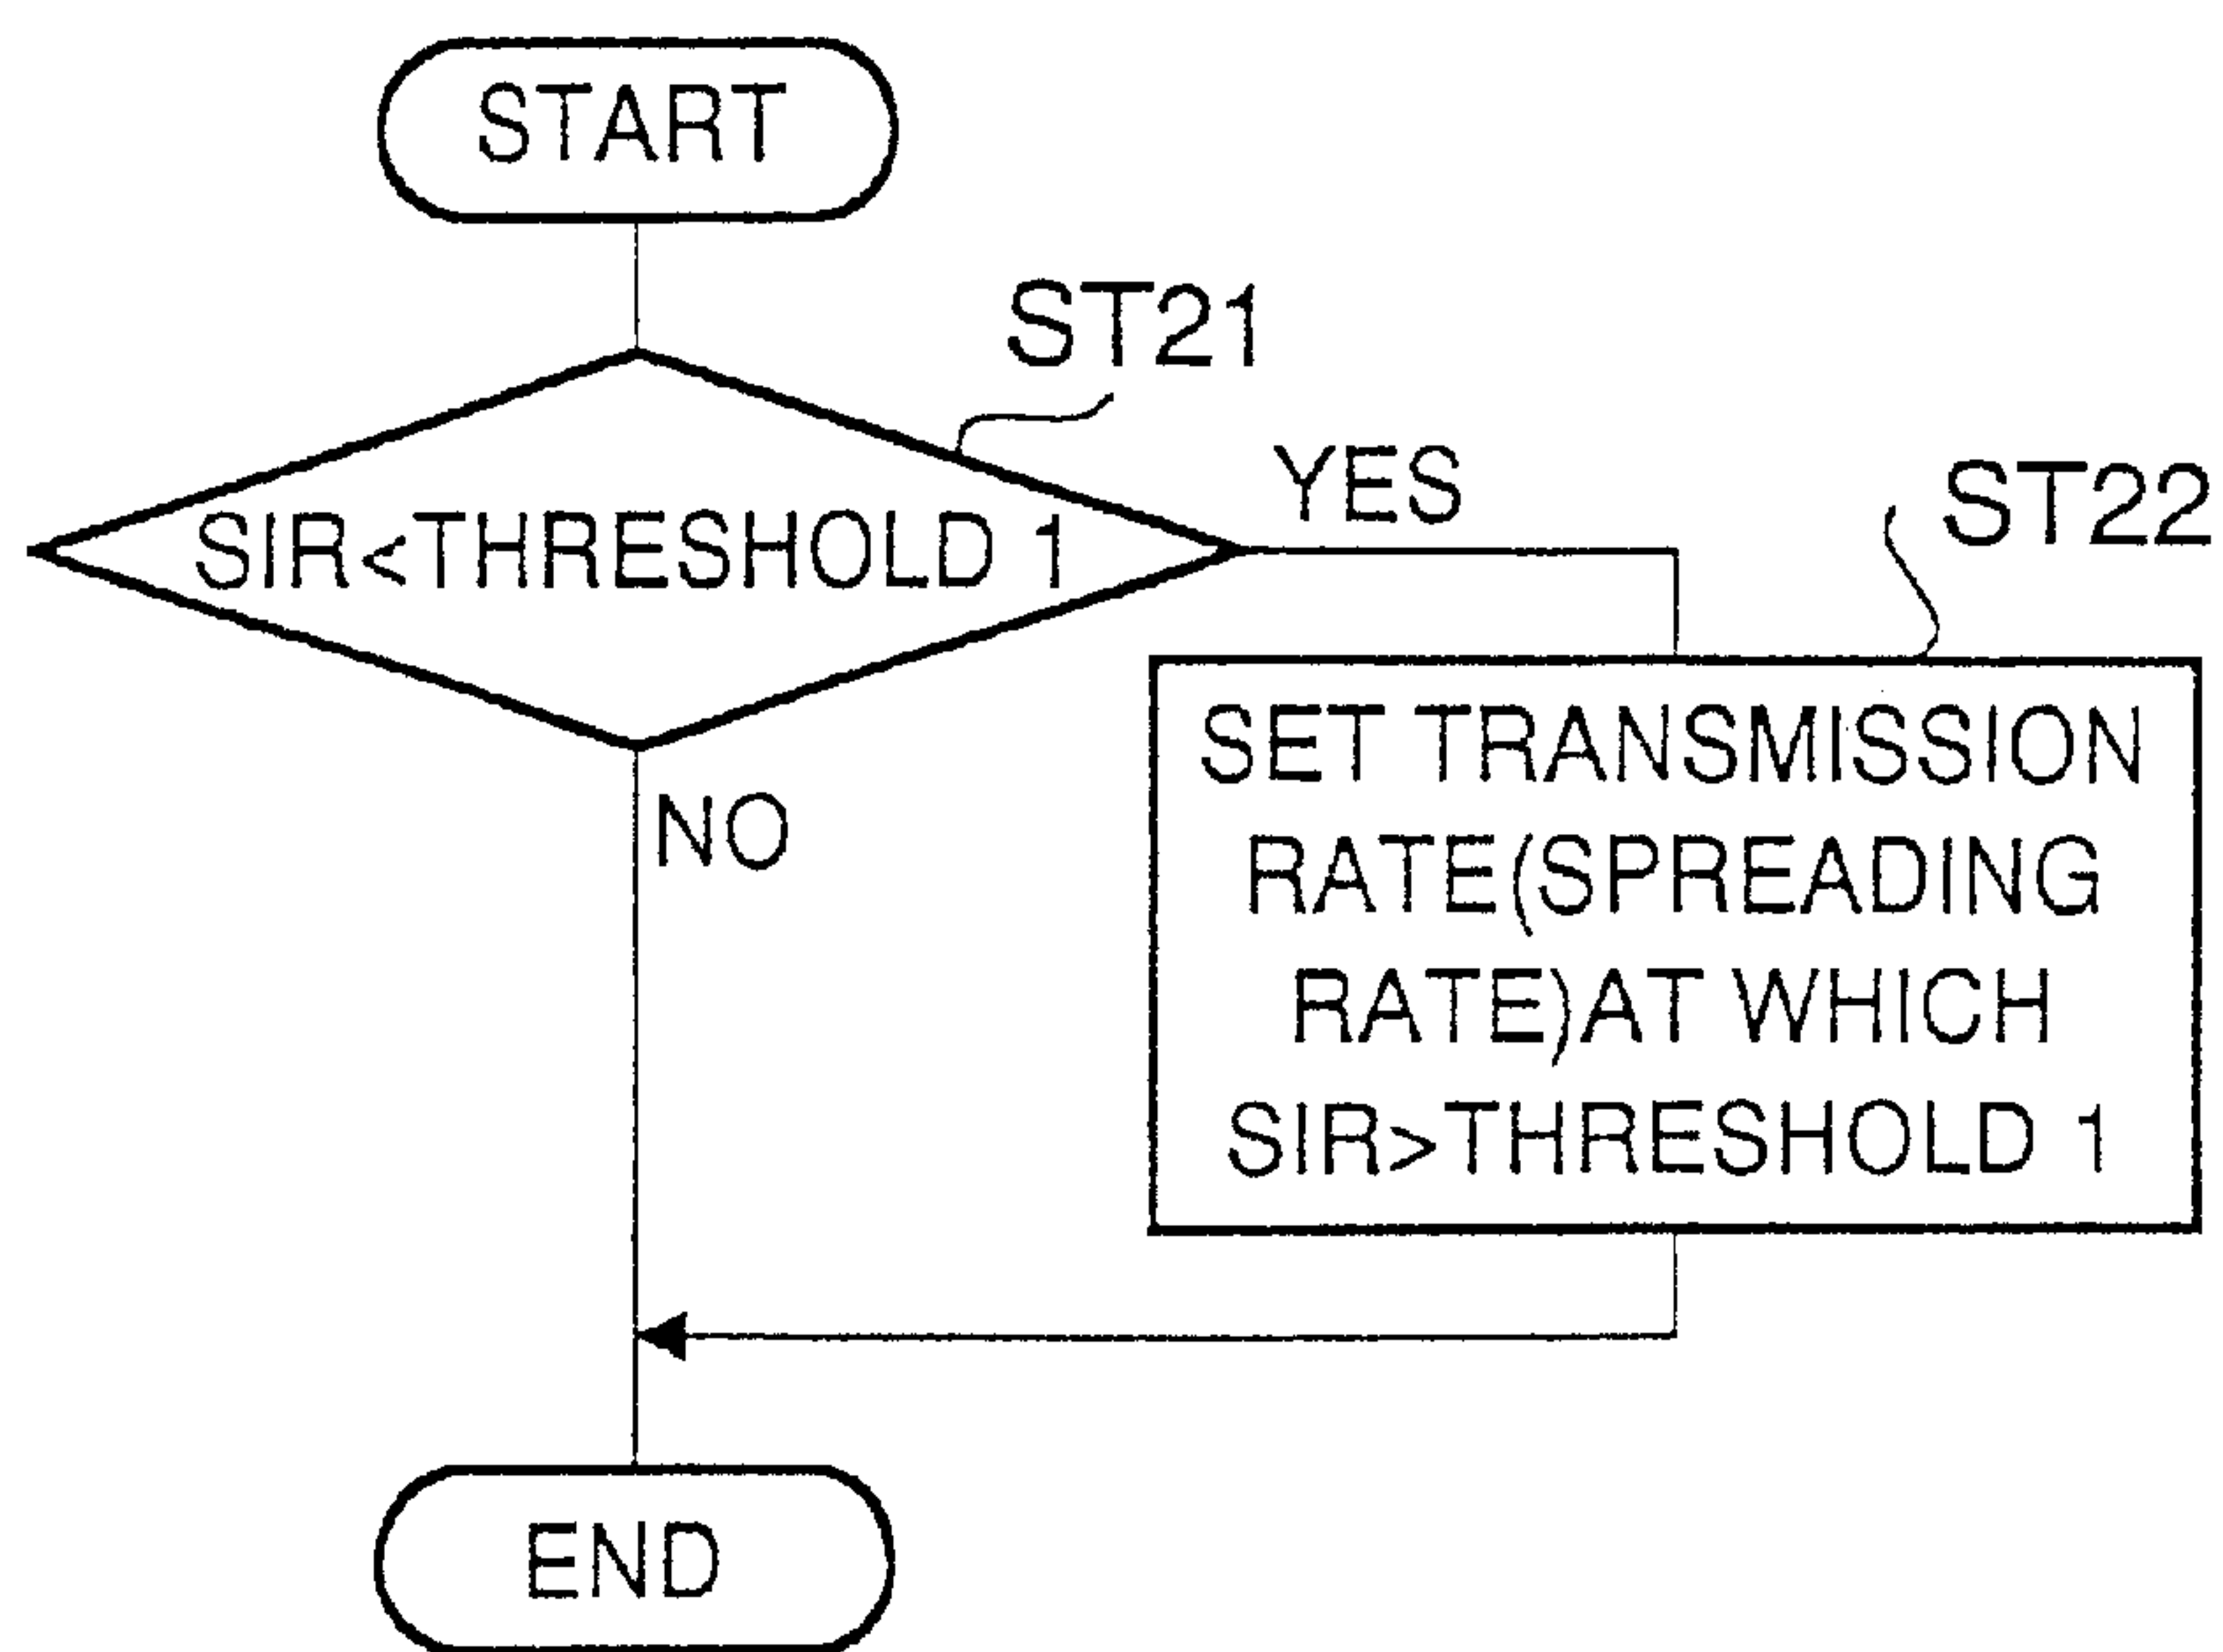 START
ST21
SIR<THRESHOLD 1
YES
ST22
NO
SET TRANSMISSION
RATE(SPREADING
RATE)AT WHICH
SIR>THRESHOLD 1
END